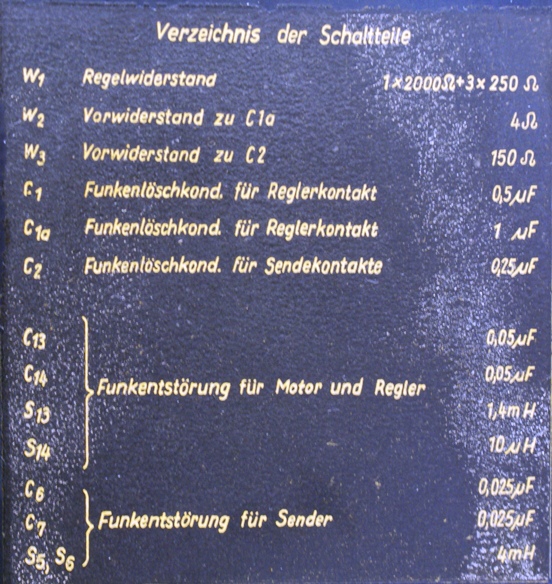 Verzeichnis der Schaltteile
W1 Regelwiderstand 1×2000Ω+3×250 Ω
W2 Vorwiderstand zu C1a 4Ω
W3 Vorwiderstand zu C2 150 Ω
C1 Funkenlöschkond. für Reglerkontakt 0,5µF
C1a Funkenlöschkond. für Reglerkontakt 1 µF
C2 Funkenlöschkond. für Sendekontakte 0,25µF
C13 0,05µF
C14 0,05µF
Funkentstörung für Motor und Regler
S13 1,4mH
S14 10µH
C6 0,025µF
C7 Funkentstörung für Sender 0,025µF
S5, S6 4mH